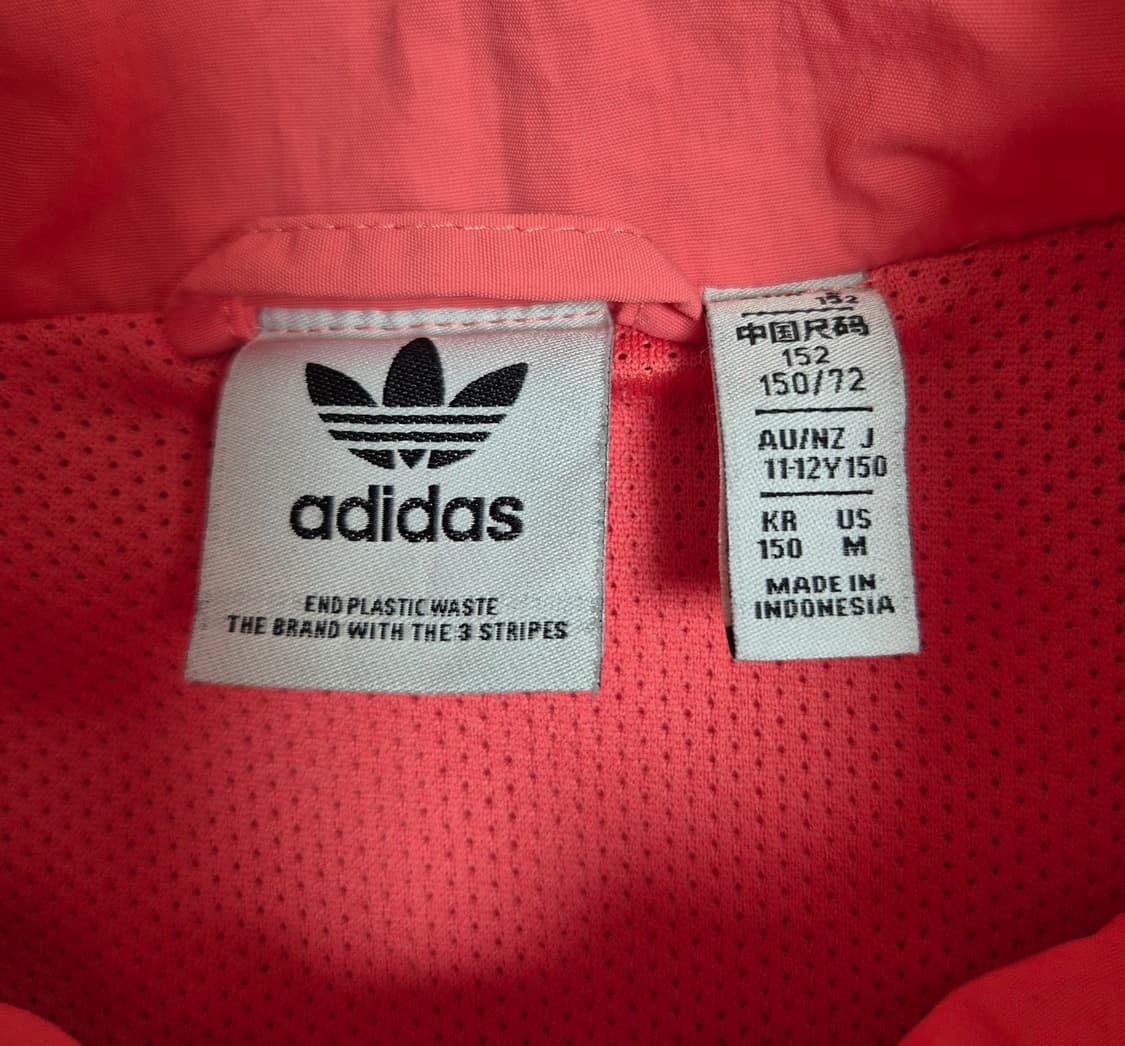 adidas
END PLASTIC WASTE
THE BRAND WITH THE 3 STRIPES
152
中国尺码
152
150/72
AU/NZ J
11-12Y 150
KR US
150 M
MADE IN
INDONESIA